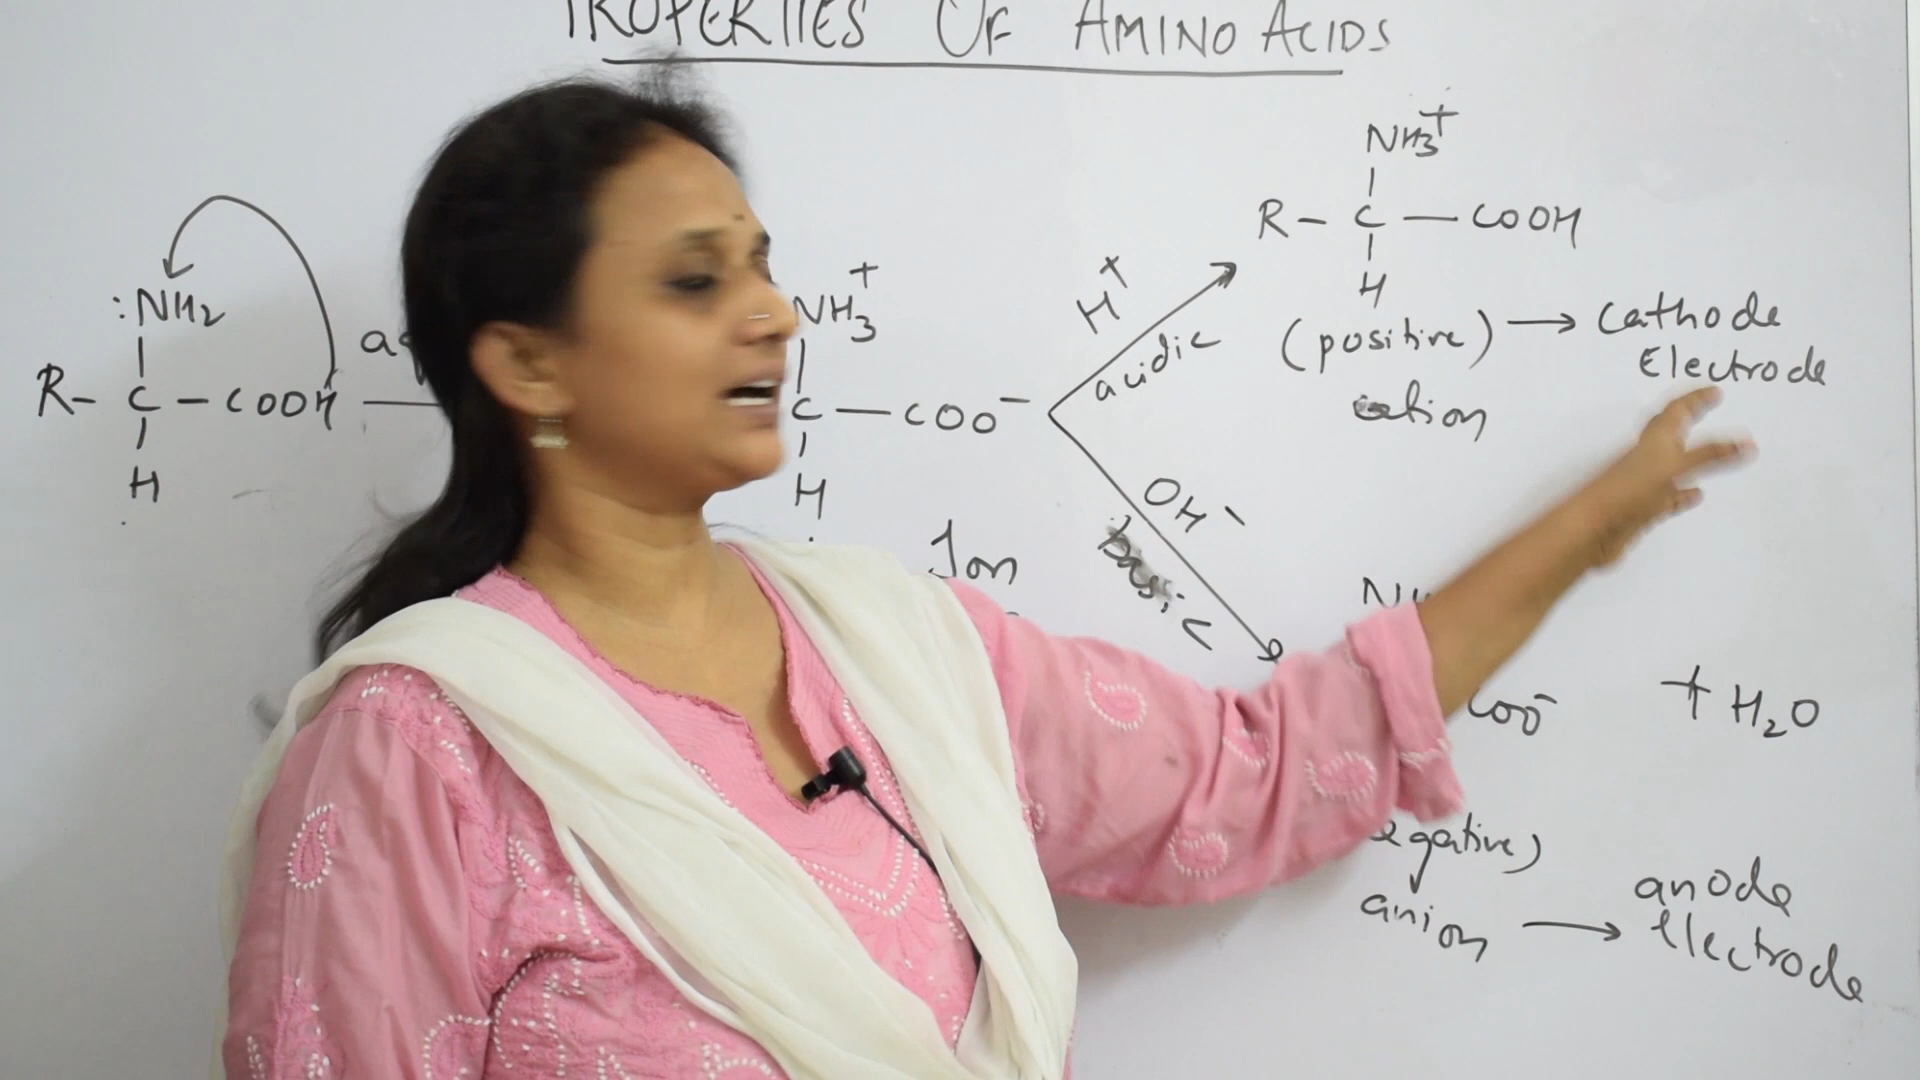 PROPERTIES OF AMINO ACIDS
:NH2
R- C - COOH
H
NH3+
C - COO-
H
Ion
H+
acidic
OH-
basic
NH3+
R - C - COOH
H
(positive) → Cathode
Electrode
cation
COO-
+ H2O
egative)
anion → anode
Electrode